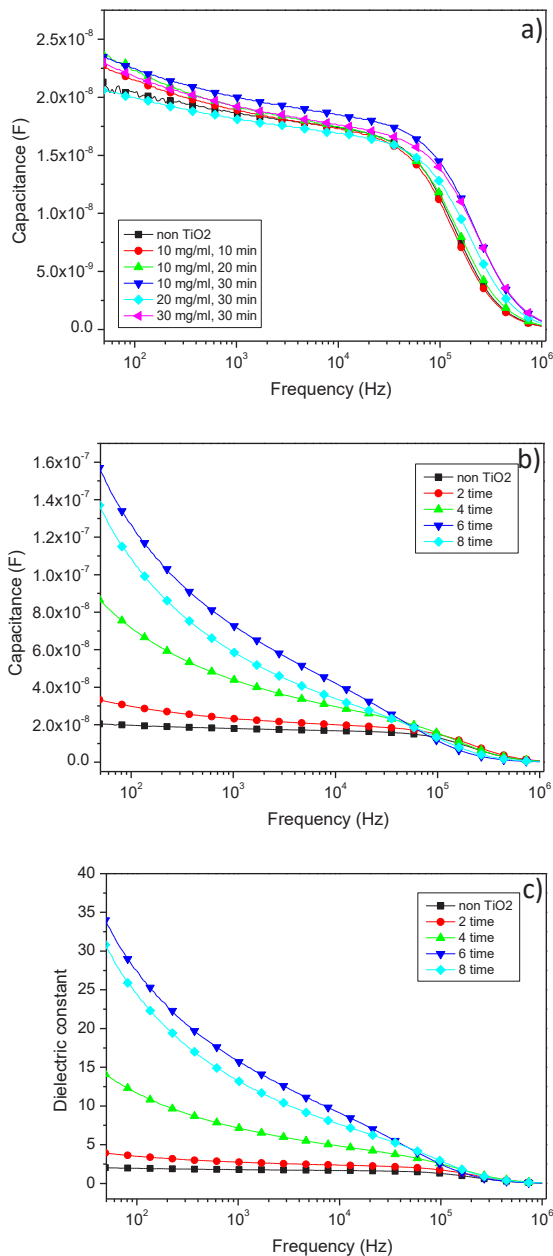 a)
2.5x10-8
2.0x10-8
1.5x10-8
1.0x10-8
5.0x10-9
0.0
Capacitance (F)
non TiO2
10 mg/ml, 10 min
10 mg/ml, 20 min
10 mg/ml, 30 min
20 mg/ml, 30 min
30 mg/ml, 30 min
10² 10³ 10⁴ 10⁵ 10⁶
Frequency (Hz)
b)
1.6x10-7
1.4x10-7
1.2x10-7
1.0x10-7
8.0x10-8
6.0x10-8
4.0x10-8
2.0x10-8
0.0
Capacitance (F)
non TiO2
2 time
4 time
6 time
8 time
10² 10³ 10⁴ 10⁵ 10⁶
Frequency (Hz)
c)
40
35
30
25
20
15
10
5
0
Dielectric constant
non TiO2
2 time
4 time
6 time
8 time
10² 10³ 10⁴ 10⁵ 10⁶
Frequency (Hz)